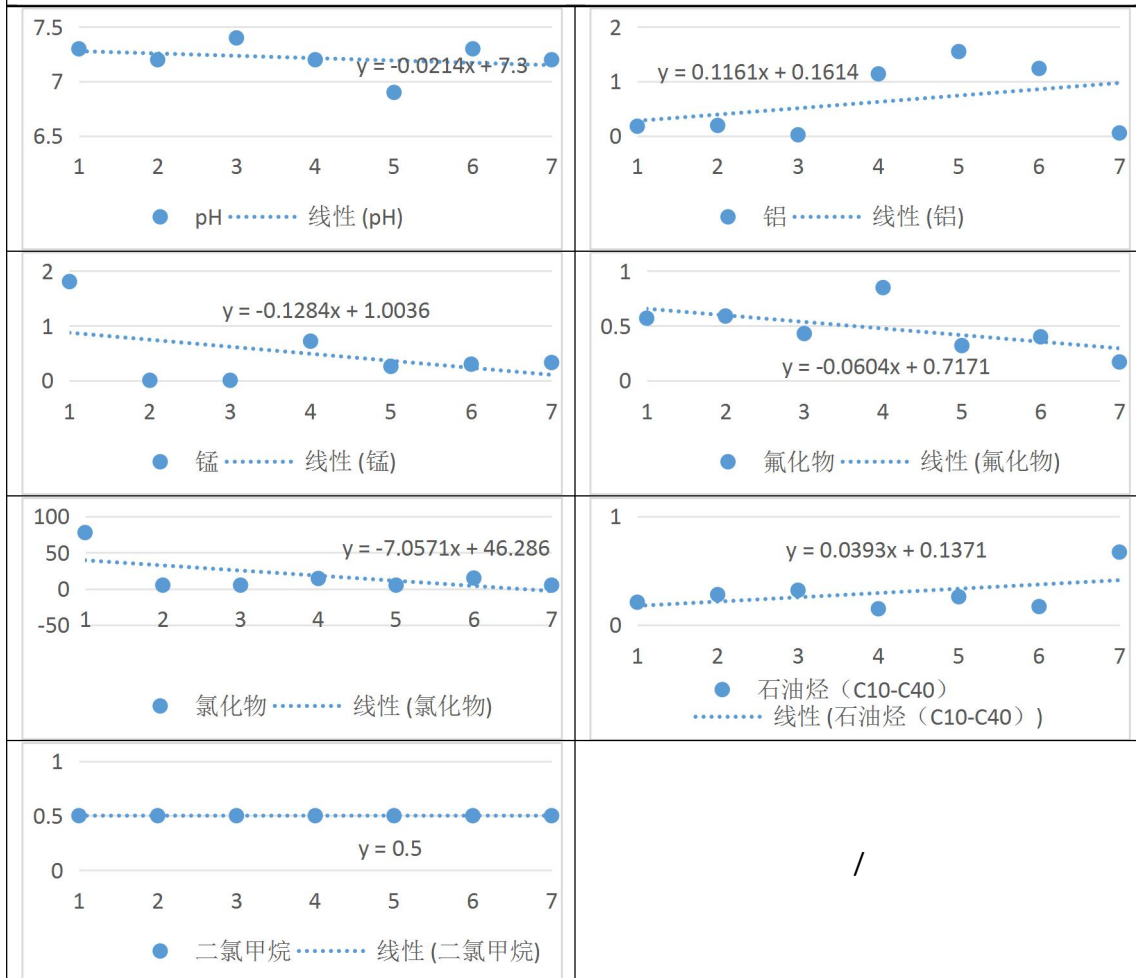 7.5
7
6.5
y = -0.0214x + 7.3
1 2 3 4 5 6 7
pH 线性 (pH)
2
1
0
y = 0.1161x + 0.1614
1 2 3 4 5 6 7
铝 线性 (铝)
2
1
0
y = -0.1284x + 1.0036
1 2 3 4 5 6 7
锰 线性 (锰)
1
0.5
0
y = -0.0604x + 0.7171
1 2 3 4 5 6 7
氟化物 线性 (氟化物)
100
50
0
-50
y = -7.0571x + 46.286
1 2 3 4 5 6 7
氯化物 线性 (氯化物)
1
0
y = 0.0393x + 0.1371
1 2 3 4 5 6 7
石油烃（C10-C40）
线性 (石油烃（C10-C40）)
1
0.5
0
y = 0.5
1 2 3 4 5 6 7
二氯甲烷 线性 (二氯甲烷)
/